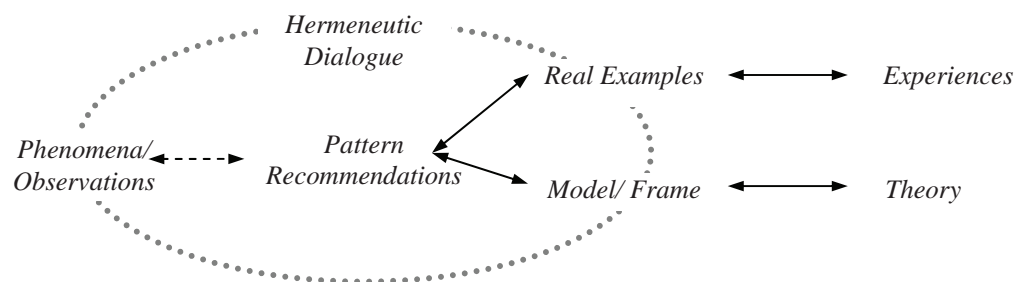 Hermeneutic
Dialogue
Real Examples
Experiences
Phenomena/
Observations
Pattern
Recommendations
Model/ Frame
Theory